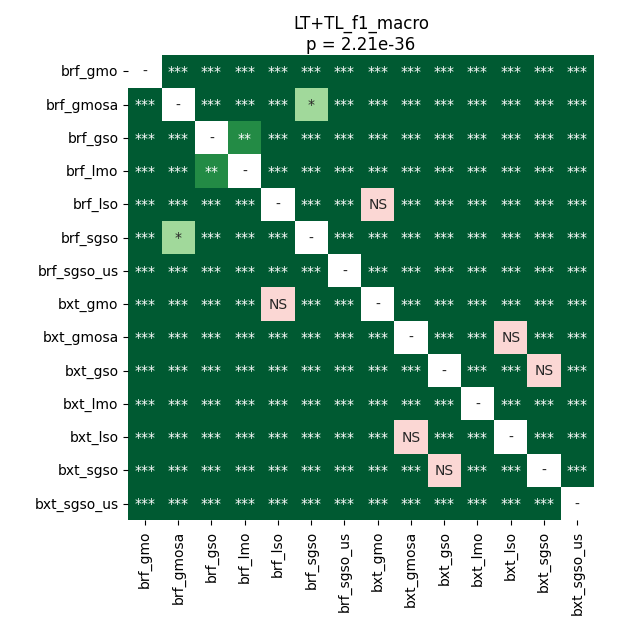 LT+TL_f1_macro
p = 2.21e-36
brf_gmo - *** *** *** *** *** *** *** *** *** *** *** *** ***
brf_gmosa *** - *** *** *** * *** *** *** *** *** *** *** ***
brf_gso *** *** - ** *** *** *** *** *** *** *** *** *** ***
brf_lmo *** *** ** - *** *** *** *** *** *** *** *** *** ***
brf_lso *** *** *** *** - *** *** NS *** *** *** *** *** ***
brf_sgso *** * *** *** *** - *** *** *** *** *** *** *** ***
brf_sgso_us *** *** *** *** *** *** - *** *** *** *** *** *** ***
bxt_gmo *** *** *** *** NS *** *** - *** *** *** *** *** ***
bxt_gmosa *** *** *** *** *** *** *** *** - *** *** NS *** ***
bxt_gso *** *** *** *** *** *** *** *** *** - *** *** NS ***
bxt_lmo *** *** *** *** *** *** *** *** *** *** - *** *** ***
bxt_lso *** *** *** *** *** *** *** *** NS *** *** - *** ***
bxt_sgso *** *** *** *** *** *** *** *** *** NS *** *** - ***
bxt_sgso_us *** *** *** *** *** *** *** *** *** *** *** *** *** -
brf_gmo
brf_gmosa
brf_gso
brf_lmo
brf_lso
brf_sgso
brf_sgso_us
bxt_gmo
bxt_gmosa
bxt_gso
bxt_lmo
bxt_lso
bxt_sgso
bxt_sgso_us